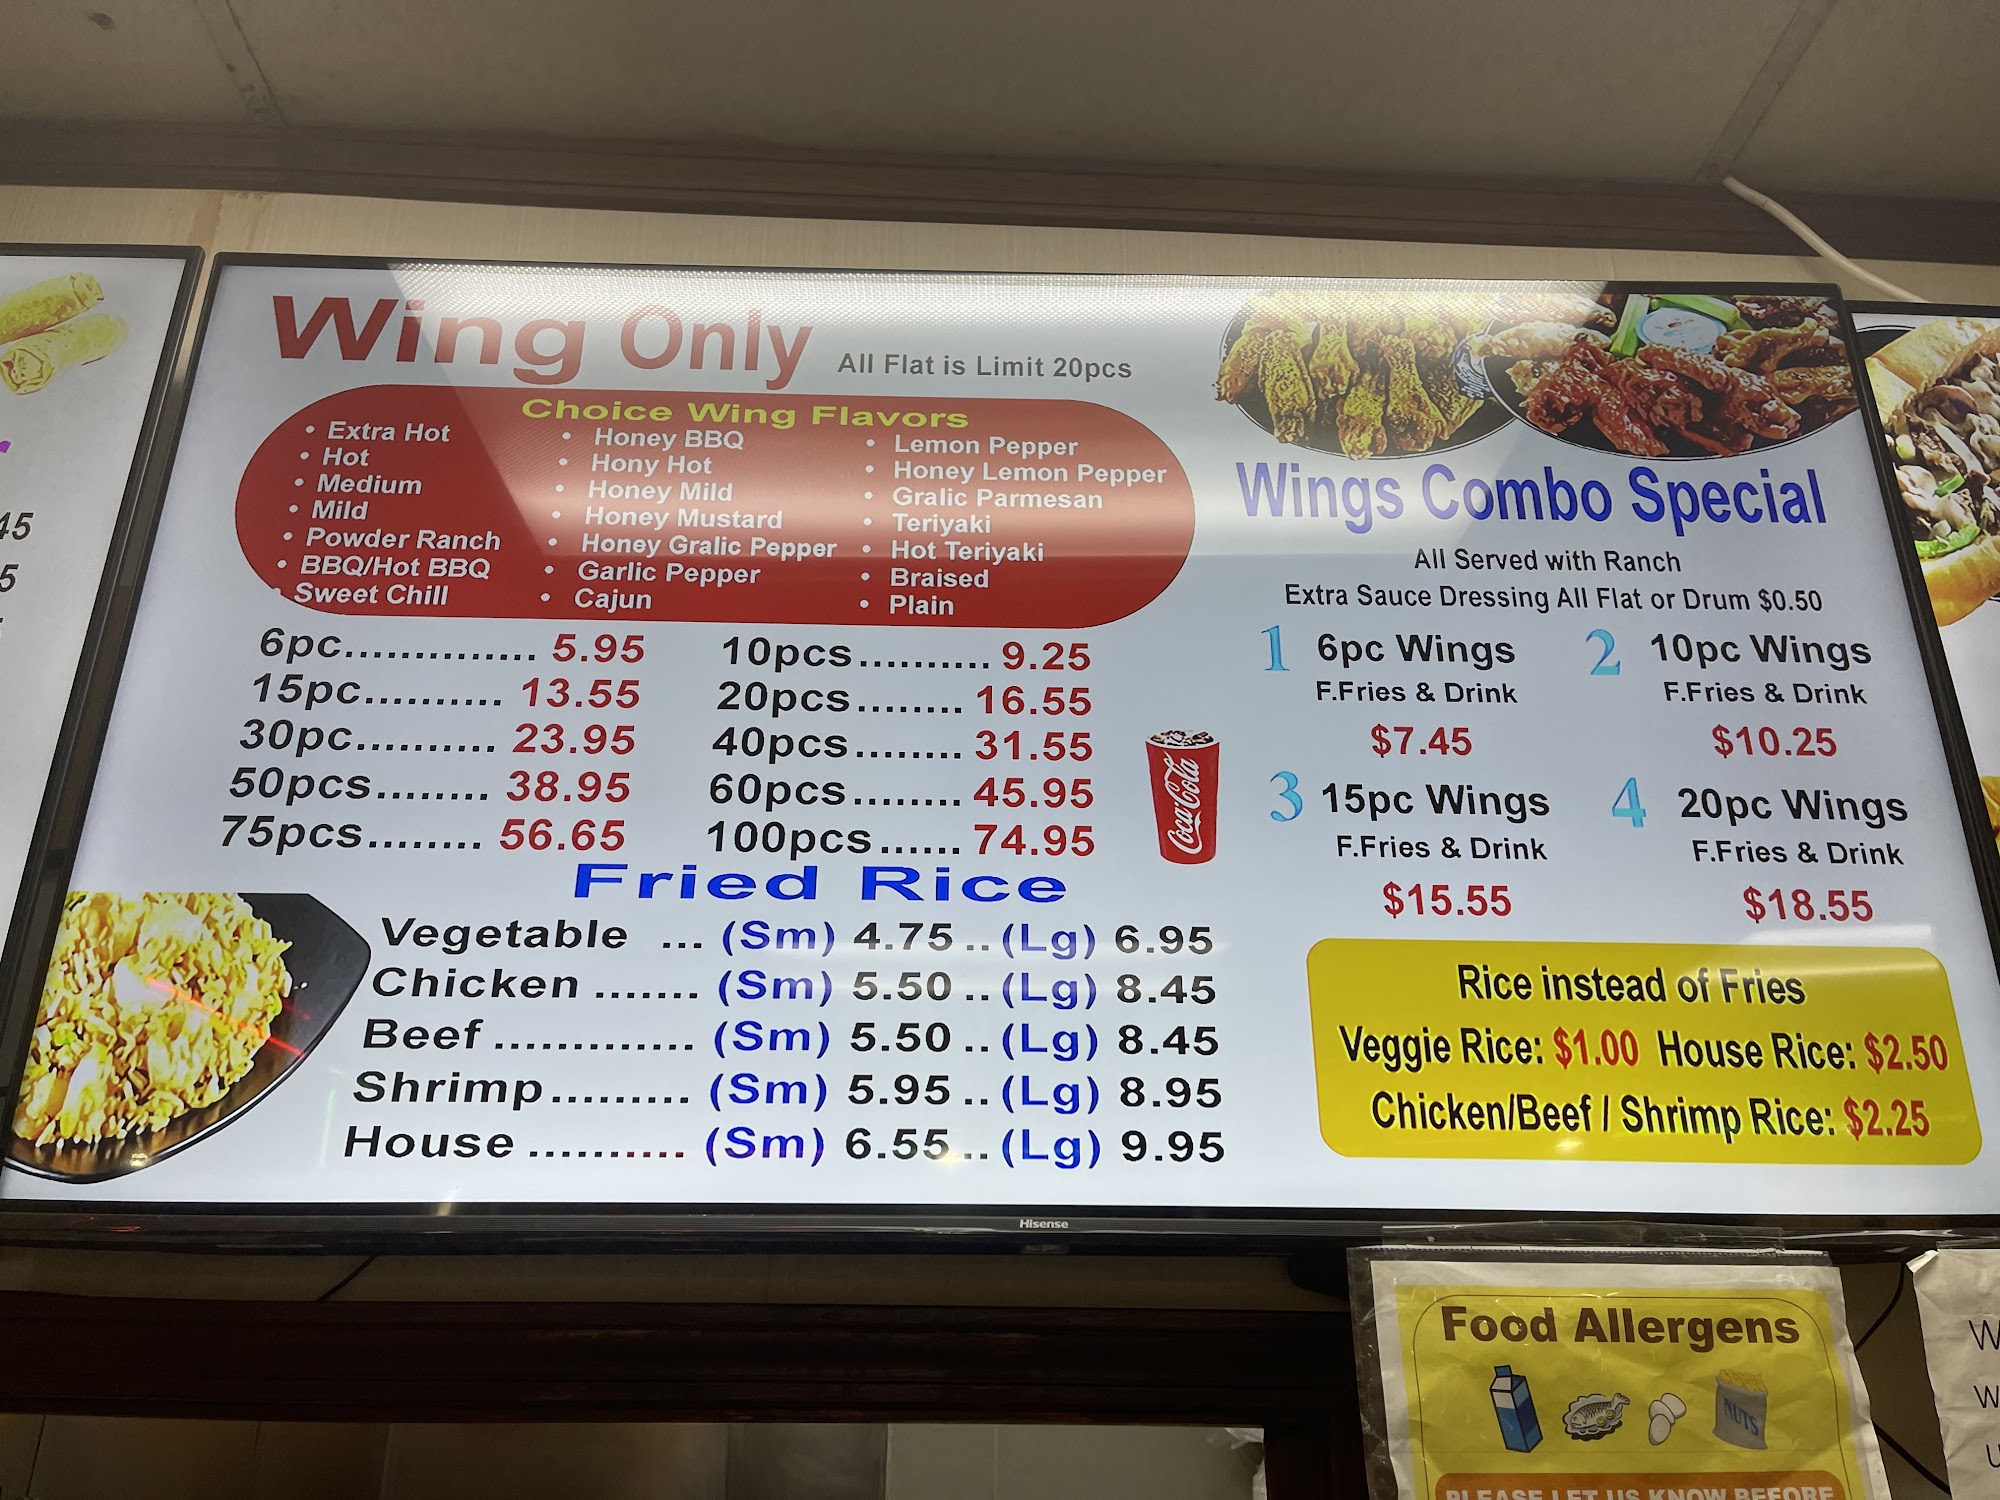 Wing Only All Flat is Limit 20pcs
Choice Wing Flavors
• Extra Hot
• Hot
• Medium
• Mild
• Powder Ranch
• BBQ/Hot BBQ
• Sweet Chill
• Honey BBQ
• Hony Hot
• Honey Mild
• Honey Mustard
• Honey Gralic Pepper
• Garlic Pepper
• Cajun
• Lemon Pepper
• Honey Lemon Pepper
• Gralic Parmesan
• Teriyaki
• Hot Teriyaki
• Braised
• Plain
6pc.............. 5.95 10pcs.......... 9.25
15pc.......... 13.55 20pcs........ 16.55
30pc.......... 23.95 40pcs........ 31.55
50pcs........ 38.95 60pcs........ 45.95
75pcs........ 56.65 100pcs...... 74.95
Coca-Cola
Fried Rice
Vegetable ... (Sm) 4.75 .. (Lg) 6.95
Chicken ....... (Sm) 5.50 .. (Lg) 8.45
Beef ............. (Sm) 5.50 .. (Lg) 8.45
Shrimp......... (Sm) 5.95 .. (Lg) 8.95
House .......... (Sm) 6.55 .. (Lg) 9.95
Wings Combo Special
All Served with Ranch
Extra Sauce Dressing All Flat or Drum $0.50
1 6pc Wings
F.Fries & Drink
$7.45
2 10pc Wings
F.Fries & Drink
$10.25
3 15pc Wings
F.Fries & Drink
$15.55
4 20pc Wings
F.Fries & Drink
$18.55
Rice instead of Fries
Veggie Rice: $1.00 House Rice: $2.50
Chicken/Beef / Shrimp Rice: $2.25
Hisense
Food Allergens
NUTS
PLEASE LET US KNOW BEFORE